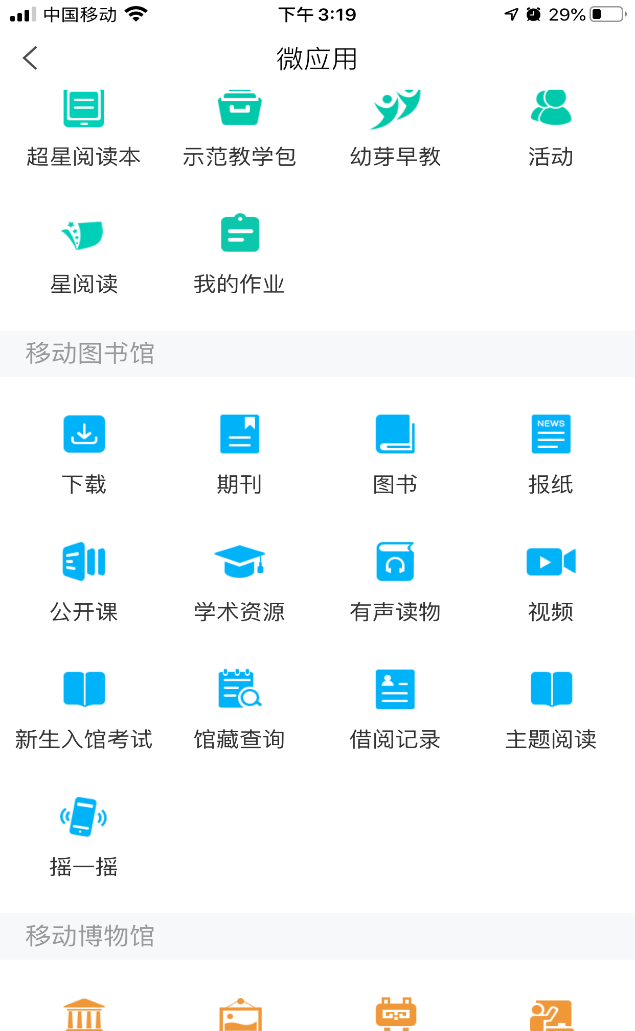 中国移动 下午3:19 29%
微应用
超星阅读本 示范教学包 幼芽早教 活动
星阅读 我的作业
移动图书馆
NEWS
下载 期刊 图书 报纸
公开课 学术资源 有声读物 视频
新生入馆考试 馆藏查询 借阅记录 主题阅读
摇一摇
移动博物馆